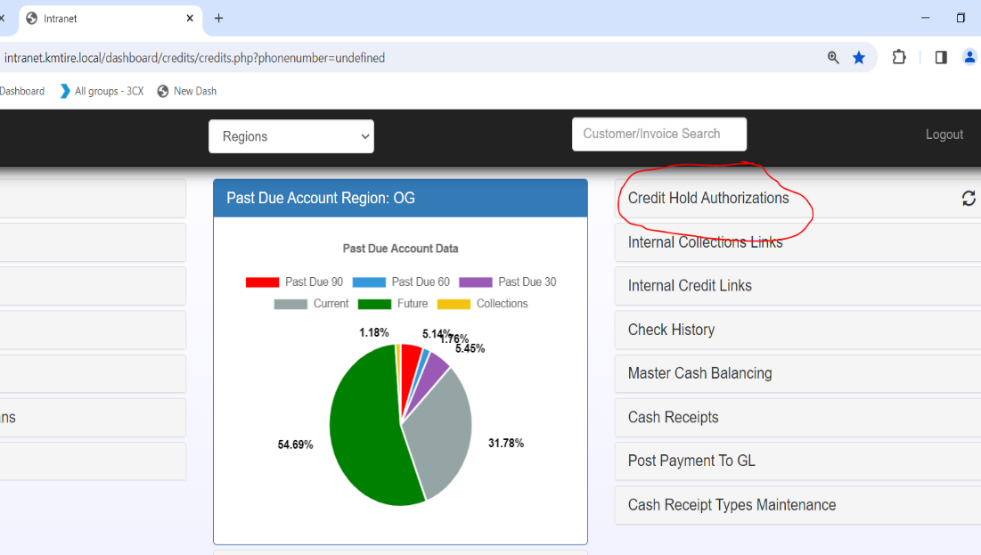 Intranet
intranet.kmtire.local/dashboard/credits/credits.php?phonenumber=undefined
Dashboard All groups - 3CX New Dash
Regions Customer/Invoice Search Logout
Past Due Account Region: OG
Past Due Account Data
Past Due 90 Past Due 60 Past Due 30
Current Future Collections
1.18% 5.14% 1.76%
5.45%
54.69% 31.78%
ns
Credit Hold Authorizations
Internal Collections Links
Internal Credit Links
Check History
Master Cash Balancing
Cash Receipts
Post Payment To GL
Cash Receipt Types Maintenance